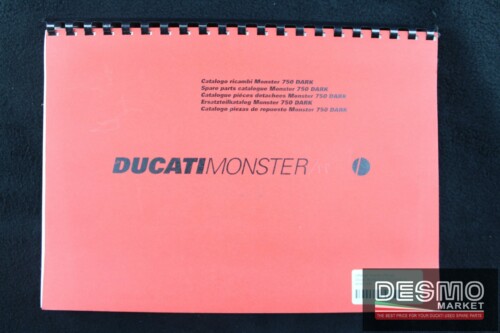 Catalogo ricambi Monster 750 DARK
Spare parts catalogue Monster 750 DARK
Catalogue pièces detachees Monster 750 DARK
Ersatzteilkatalog Monster 750 DARK
Catalogo piezas de repuesto Monster 750 DARK
DUCATIMONSTER
DESMO
MARKET
THE BEST PRICE FOR YOUR DUCATI USED SPARE PARTS